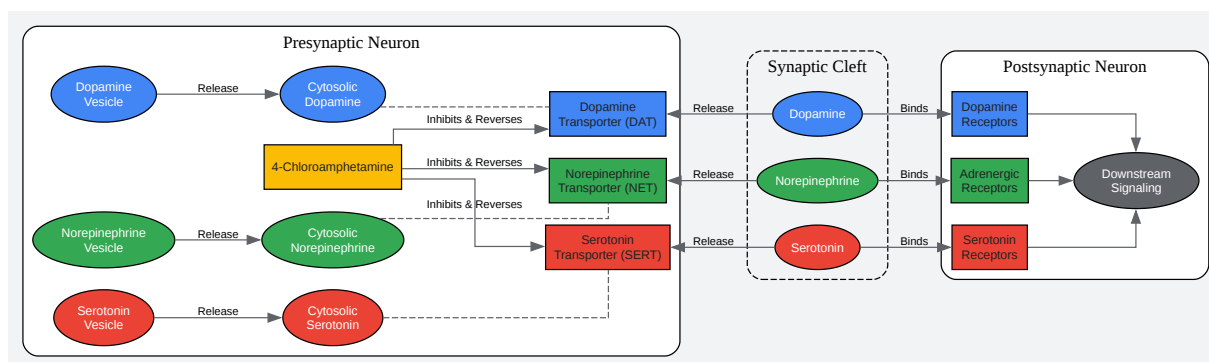 Presynaptic Neuron
Synaptic Cleft
Postsynaptic Neuron
Dopamine
Vesicle
Release
Cytosolic
Dopamine
Dopamine
Transporter (DAT)
Release
Dopamine
Binds
Dopamine
Receptors
Inhibits & Reverses
4-Chloroamphetamine
Inhibits & Reverses
Norepinephrine
Transporter (NET)
Release
Norepinephrine
Binds
Adrenergic
Receptors
Downstream
Signaling
Inhibits & Reverses
Norepinephrine
Vesicle
Release
Cytosolic
Norepinephrine
Serotonin
Transporter (SERT)
Release
Serotonin
Binds
Serotonin
Receptors
Serotonin
Vesicle
Release
Cytosolic
Serotonin